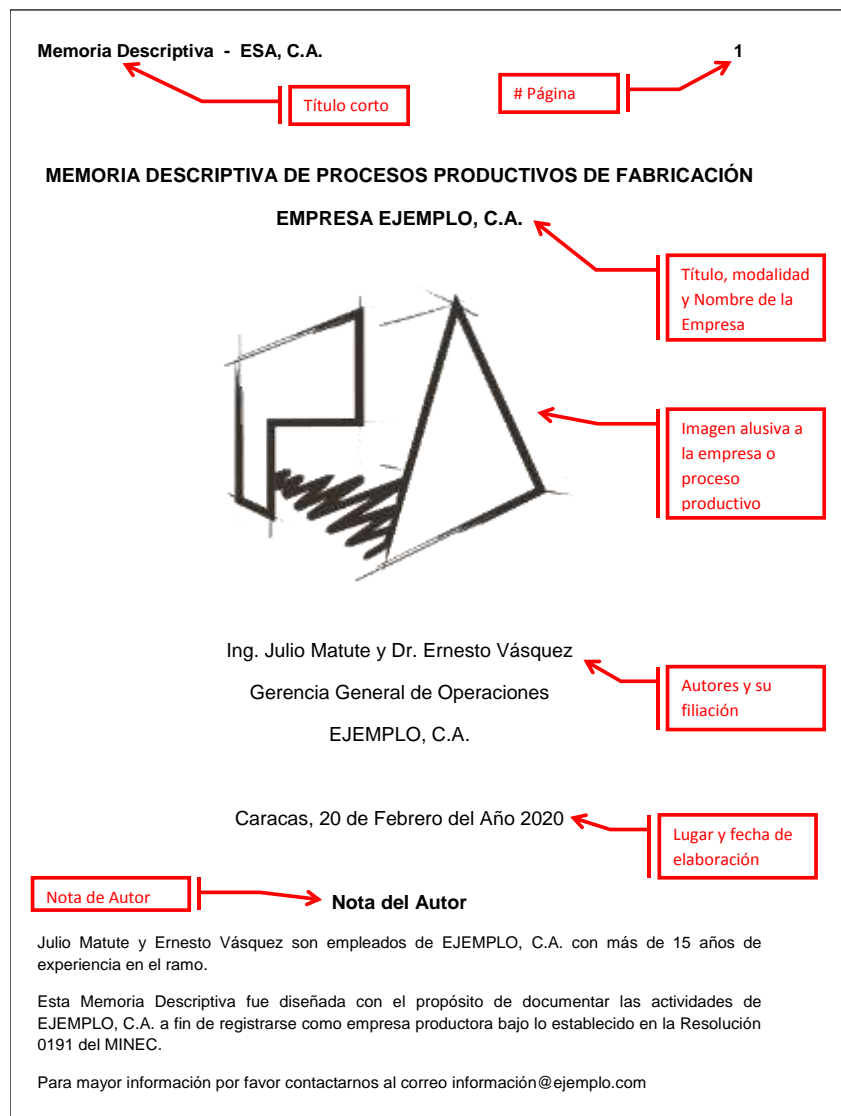 Memoria Descriptiva - ESA, C.A. 1
Título corto
# Página
MEMORIA DESCRIPTIVA DE PROCESOS PRODUCTIVOS DE FABRICACIÓN
EMPRESA EJEMPLO, C.A.
Título, modalidad
y Nombre de la
Empresa
Imagen alusiva a
la empresa o
proceso
productivo
Ing. Julio Matute y Dr. Ernesto Vásquez
Gerencia General de Operaciones
EJEMPLO, C.A.
Autores y su
filiación
Caracas, 20 de Febrero del Año 2020
Lugar y fecha de
elaboración
Nota de Autor
Nota del Autor
Julio Matute y Ernesto Vásquez son empleados de EJEMPLO, C.A. con más de 15 años de
experiencia en el ramo.
Esta Memoria Descriptiva fue diseñada con el propósito de documentar las actividades de
EJEMPLO, C.A. a fin de registrarse como empresa productora bajo lo establecido en la Resolución
0191 del MINEC.
Para mayor información por favor contactarnos al correo información@ejemplo.com